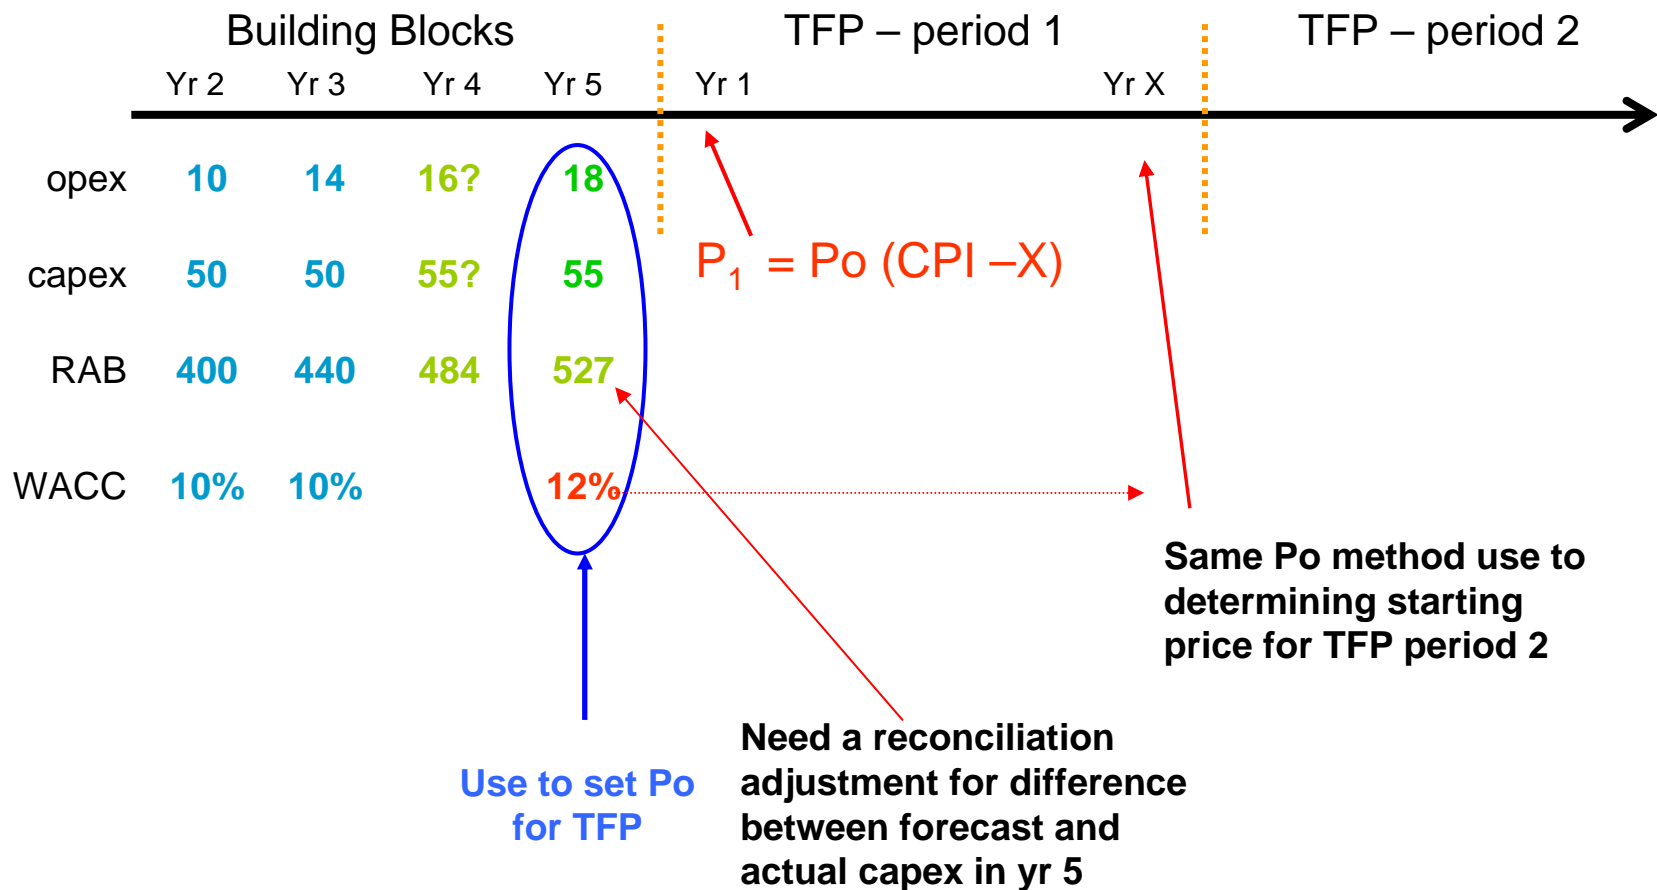 Building Blocks TFP – period 1 TFP – period 2
Yr 2 Yr 3 Yr 4 Yr 5 Yr 1 Yr X
opex 10 14 16? 18
P₁ = Po (CPI –X)
capex 50 50 55? 55
RAB 400 440 484 527
WACC 10% 10% 12%
Same Po method use to
determining starting
price for TFP period 2
Use to set Po
for TFP
Need a reconciliation
adjustment for difference
between forecast and
actual capex in yr 5